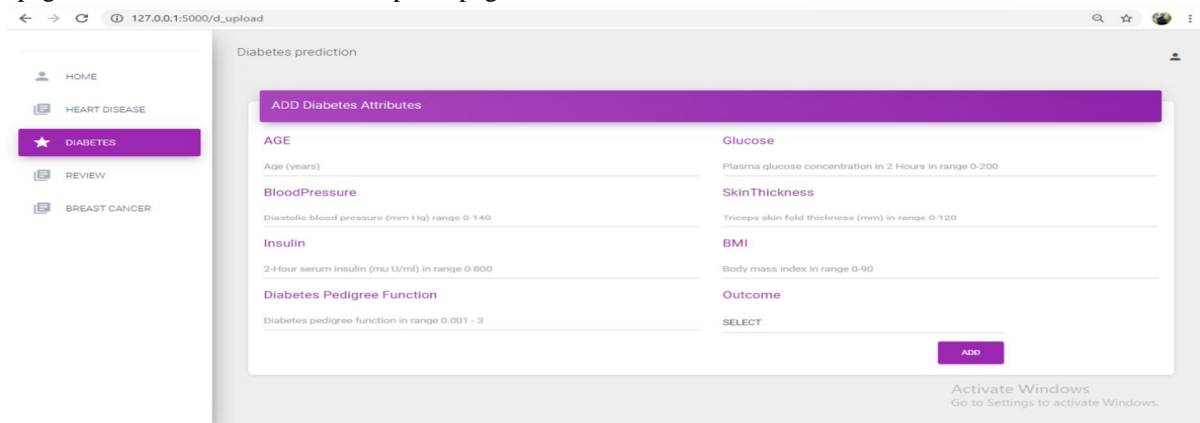 127.0.0.1:5000/d_upload
Diabetes prediction
HOME
HEART DISEASE
DIABETES
REVIEW
BREAST CANCER
ADD Diabetes Attributes
AGE
Age (years)
Glucose
Plasma glucose concentration in 2 Hours in range 0-200
BloodPressure
Diastolic blood pressure (mm Hg) range 0-140
SkinThickness
Triceps skin fold thickness (mm) in range 0-120
Insulin
2-Hour serum insulin (mu U/ml) in range 0-800
BMI
Body mass index in range 0-90
Diabetes Pedigree Function
Diabetes pedigree function in range 0.001 - 3
Outcome
SELECT
ADD
Activate Windows
Go to Settings to activate Windows.